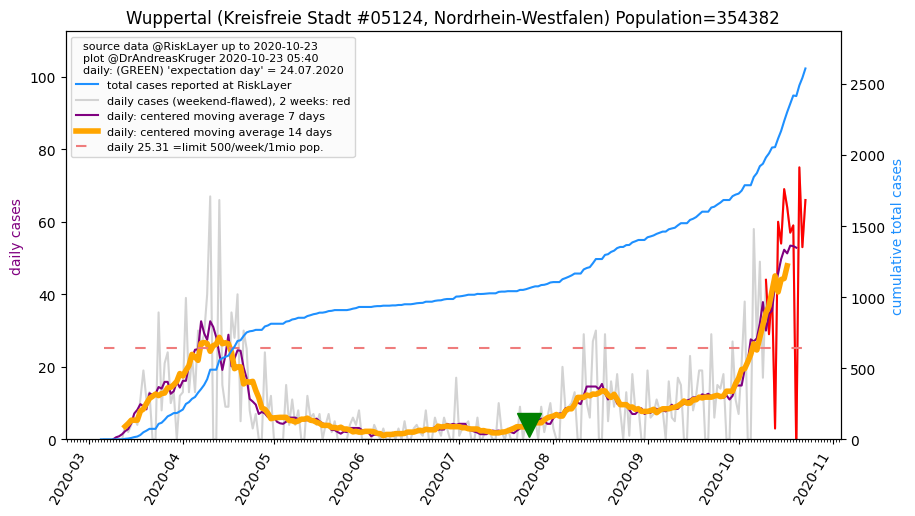 Wuppertal (Kreisfreie Stadt #05124, Nordrhein-Westfalen) Population=354382
source data @RiskLayer up to 2020-10-23
plot @DrAndreasKruger 2020-10-23 05:40
daily: (GREEN) 'expectation day' = 24.07.2020
total cases reported at RiskLayer
daily cases (weekend-flawed), 2 weeks: red
daily: centered moving average 7 days
daily: centered moving average 14 days
daily 25.31 =limit 500/week/1mio pop.
daily cases
100
80
60
40
20
0
cumulative total cases
2500
2000
1500
1000
500
0
2020-03
2020-04
2020-05
2020-06
2020-07
2020-08
2020-09
2020-10
2020-11